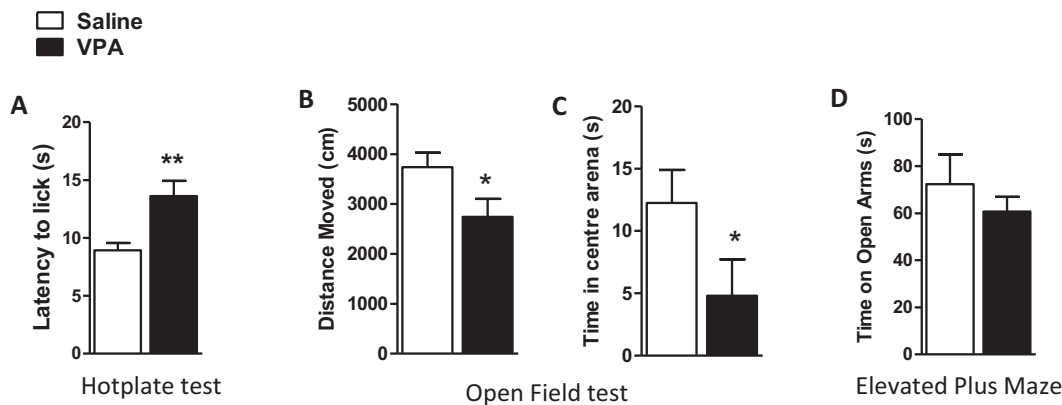 Saline
VPA
A
Latency to lick (s)
20
15
10
5
0
**
Hotplate test
B
Distance Moved (cm)
5000
4000
3000
2000
1000
0
*
C
Time in centre arena (s)
20
15
10
5
0
*
Open Field test
D
Time on Open Arms (s)
100
80
60
40
20
0
Elevated Plus Maze